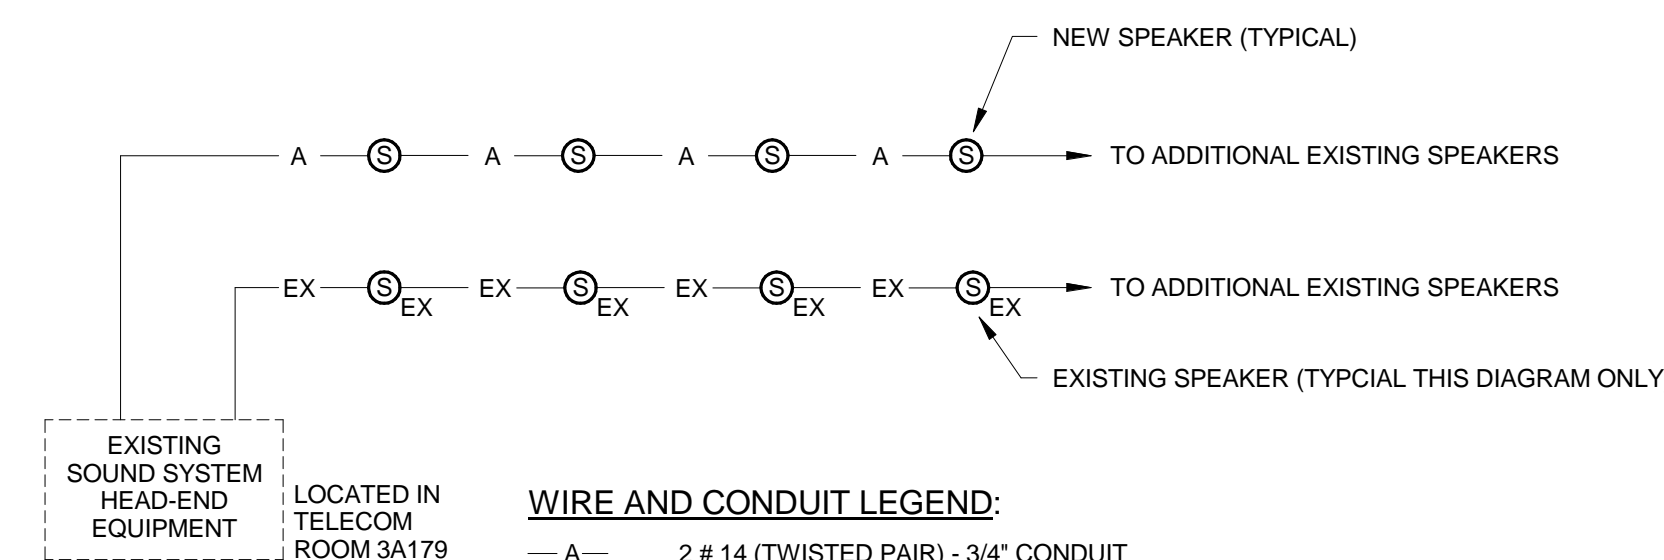 NEW SPEAKER (TYPICAL)
A S A S A S A S TO ADDITIONAL EXISTING SPEAKERS
EX S EX S EX S EX S TO ADDITIONAL EXISTING SPEAKERS
EX EX EX EX
EXISTING SPEAKER (TYPCIAL THIS DIAGRAM ONLY
EXISTING
SOUND SYSTEM
HEAD-END
EQUIPMENT
LOCATED IN
TELECOM
ROOM 3A179
WIRE AND CONDUIT LEGEND:
A 2 # 14 (TWISTED PAIR) - 3/4" CONDUIT